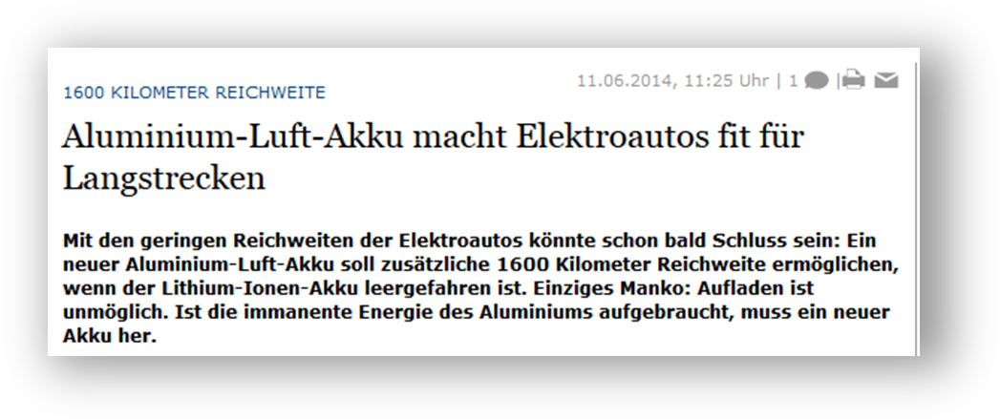 11.06.2014, 11:25 Uhr | 1 |
1600 KILOMETER REICHWEITE
Aluminium-Luft-Akku macht Elektroautos fit für
Langstrecken
Mit den geringen Reichweiten der Elektroautos könnte schon bald Schluss sein: Ein
neuer Aluminium-Luft-Akku soll zusätzliche 1600 Kilometer Reichweite ermöglichen,
wenn der Lithium-Ionen-Akku leergefahren ist. Einziges Manko: Aufladen ist
unmöglich. Ist die immanente Energie des Aluminiums aufgebraucht, muss ein neuer
Akku her.